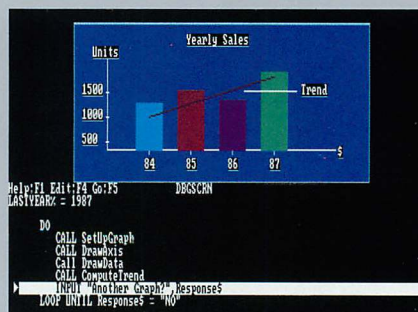 Yearly Sales
Units
1500
Trend
1000
500
$
84 85 86 87
Help:F1 Edit:F4 Go:F5 DBGSCRN
LASTYEAR% = 1987
DO
CALL SetUpGraph
CALL DrawAxis
Call DrawData
CALL ComputeTrend
INPUT "Another Graph?",Response$
LOOP UNTIL Response$ = "NO"